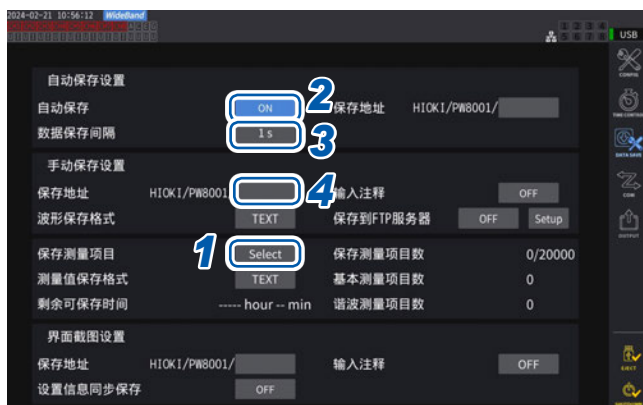 2024-02-21 10:56:12 WideBand
USB
CONFIG
自动保存设置
自动保存 ON 2 保存地址 HIOKI/PW8001/
TIME CONTROL
数据保存间隔 1 s 3
DATA SAVE
手动保存设置
保存地址 HIOKI/PW8001 4 输入注释 OFF
COM
波形保存格式 TEXT 保存到FTP服务器 OFF Setup
OUTPUT
保存测量项目 1 Select 保存测量项目数 0/20000
测量值保存格式 TEXT 基本测量项目数 0
剩余可保存时间 ----- hour -- min 谐波测量项目数 0
界面截图设置
保存地址 HIOKI/PW8001/ 输入注释 OFF
EJECT
设置信息同步保存 OFF